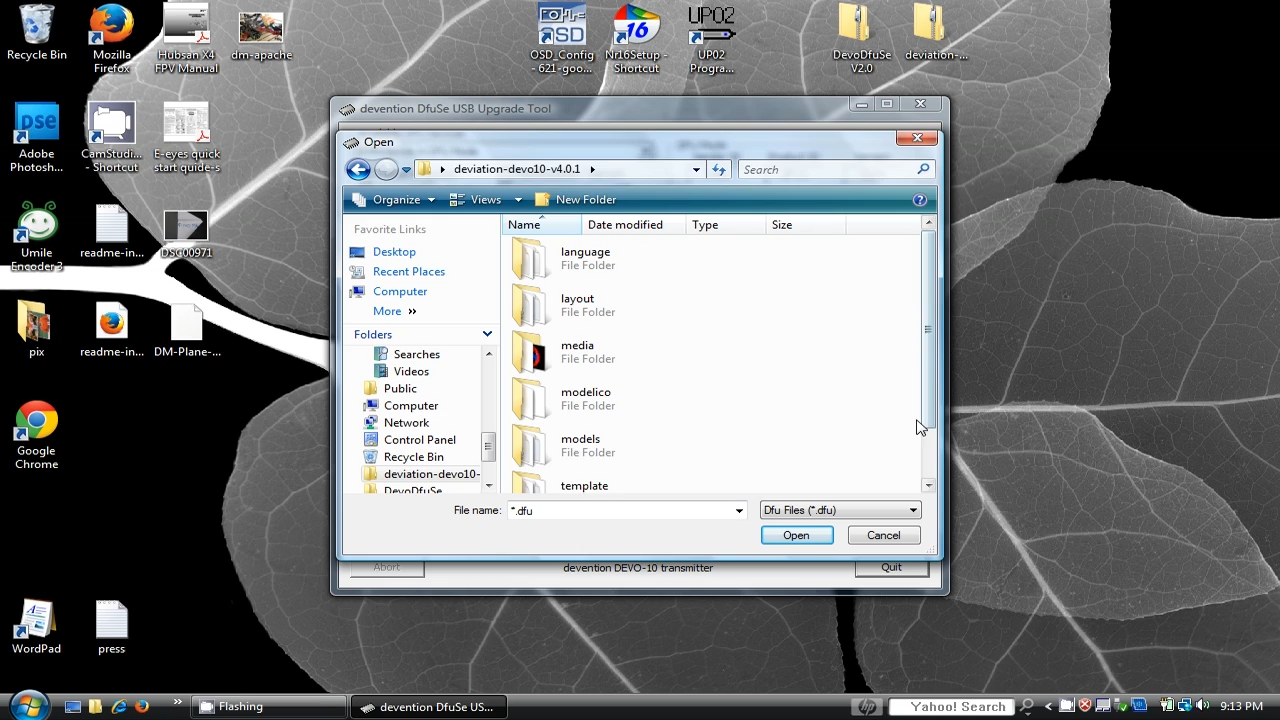 Recycle Bin
Mozilla
Firefox
Hubsan X4
FPV Manual
dm-apache
OSD
OSD_Config
- 621-goo...
16
Nr16Setup -
Shortcut
UP02
UP02
Progra...
DevoDfuSe
V2.0
deviation-...
pse
Adobe
Photosh...
CamStudi...
- Shortcut
E-eyes quick
start quide-s
Umile
Encoder 3
readme-in...
DSC00971
pix
readme-in...
DM-Plane-...
Google
Chrome
WordPad
press
devention DfuSe USB Upgrade Tool
Open
deviation-devo10-v4.0.1
Search
Organize
Views
New Folder
Favorite Links
Desktop
Recent Places
Computer
More »
Folders
Searches
Videos
Public
Computer
Network
Control Panel
Recycle Bin
deviation-devo10-
DevoDfuSe
Name
Date modified
Type
Size
language
File Folder
layout
File Folder
media
File Folder
modelico
File Folder
models
File Folder
template
File name:
*.dfu
Dfu Files (*.dfu)
Open
Cancel
Abort
devention DEVO-10 transmitter
Quit
Flashing
devention DfuSe US...
hp
Yahoo! Search
9:13 PM